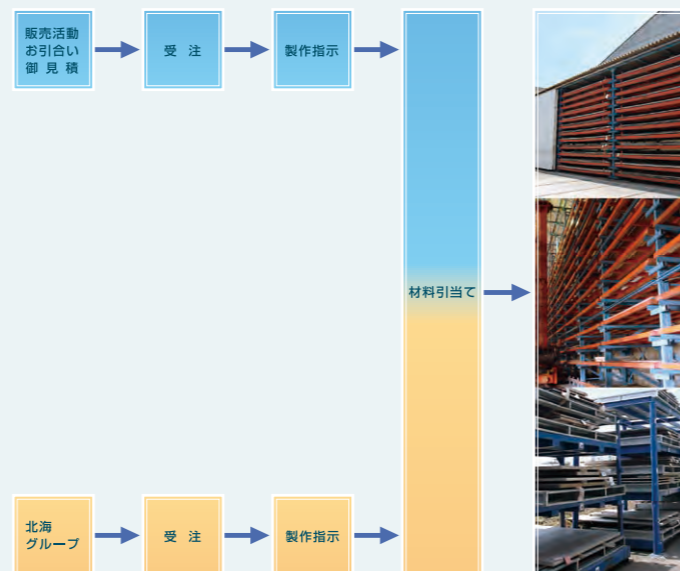 販売活動
お引合い
御 見 積
受 注
製作指示
材料引当て
北海
グループ
受 注
製作指示